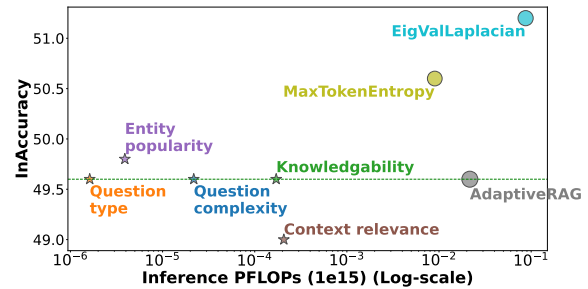 51.0
50.5
50.0
49.5
49.0
InAccuracy
EigValLaplacian
MaxTokenEntropy
Entity
popularity
Knowledgability
Question
type
Question
complexity
AdaptiveRAG
Context relevance
10⁻⁶
10⁻⁵
10⁻⁴
10⁻³
10⁻²
10⁻¹
Inference PFLOPs (1e15) (Log-scale)